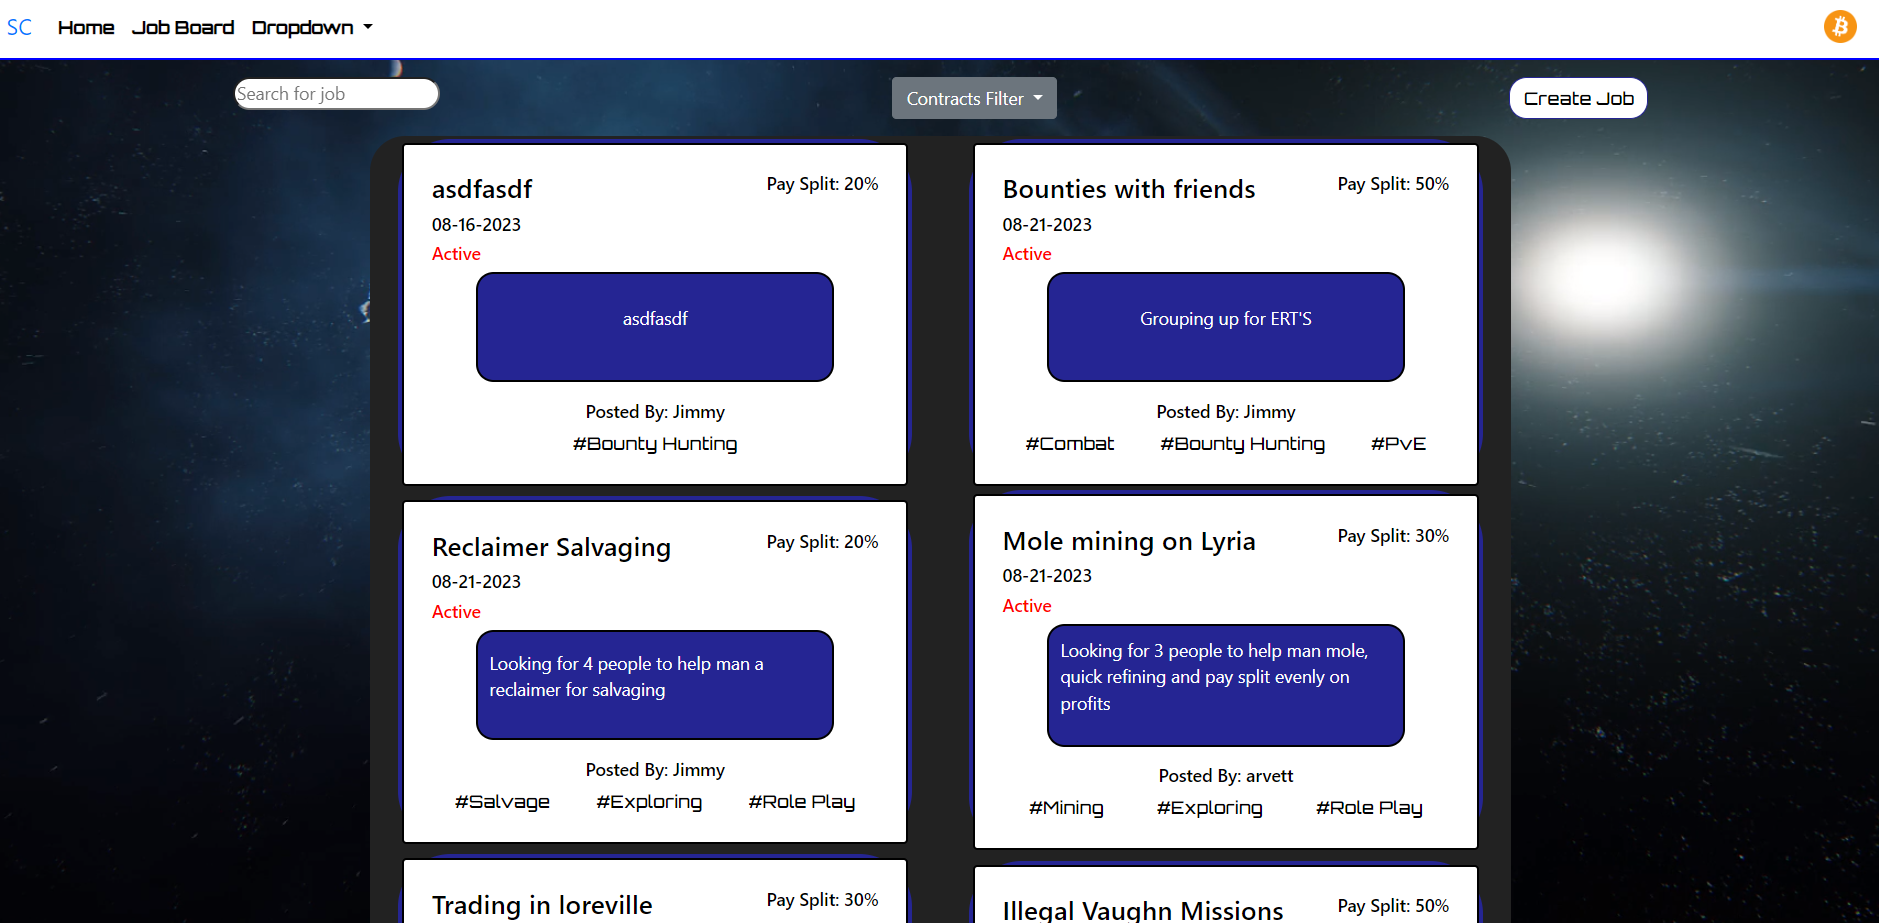 SC Home Job Board Dropdown
Search for job
Contracts Filter
Create Job
asdfasdf
Pay Split: 20%
08-16-2023
Active
asdfasdf
Posted By: Jimmy
#Bounty Hunting
Bounties with friends
Pay Split: 50%
08-21-2023
Active
Grouping up for ERT'S
Posted By: Jimmy
#Combat #Bounty Hunting #PvE
Reclaimer Salvaging
Pay Split: 20%
08-21-2023
Active
Looking for 4 people to help man a
reclaimer for salvaging
Posted By: Jimmy
#Salvage #Exploring #Role Play
Mole mining on Lyria
Pay Split: 30%
08-21-2023
Active
Looking for 3 people to help man mole,
quick refining and pay split evenly on
profits
Posted By: arvett
#Mining #Exploring #Role Play
Trading in loreville
Pay Split: 30%
Illegal Vaughn Missions
Pay Split: 50%